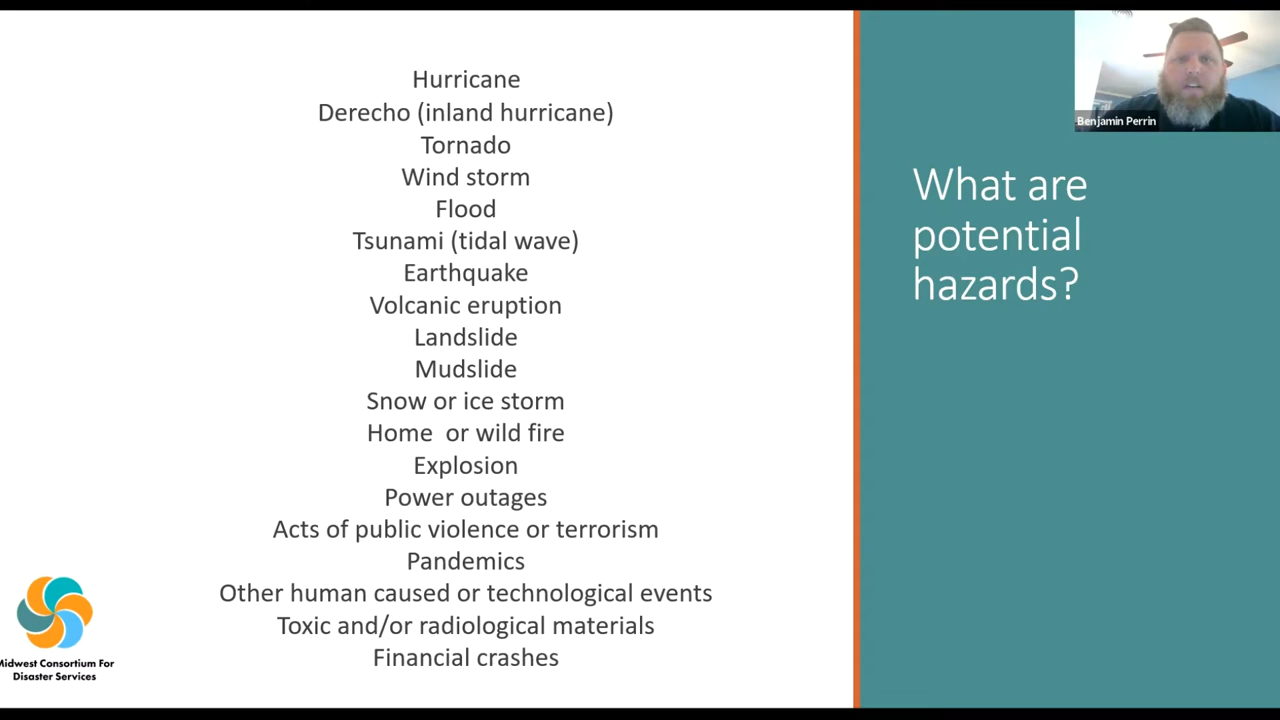 Hurricane
Derecho (inland hurricane)
Tornado
Wind storm
Flood
Tsunami (tidal wave)
Earthquake
Volcanic eruption
Landslide
Mudslide
Snow or ice storm
Home  or wild fire
Explosion
Power outages
Acts of public violence or terrorism
Pandemics
Other human caused or technological events
Toxic and/or radiological materials
Financial crashes
What are
potential
hazards?
Benjamin Perrin
Midwest Consortium For
Disaster Services